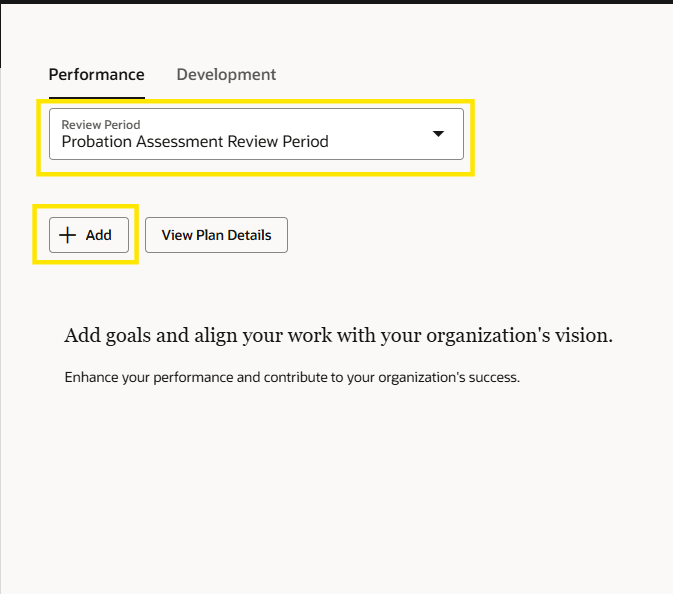 Performance Development
Review Period
Probation Assessment Review Period
Add View Plan Details
Add goals and align your work with your organization's vision.
Enhance your performance and contribute to your organization's success.